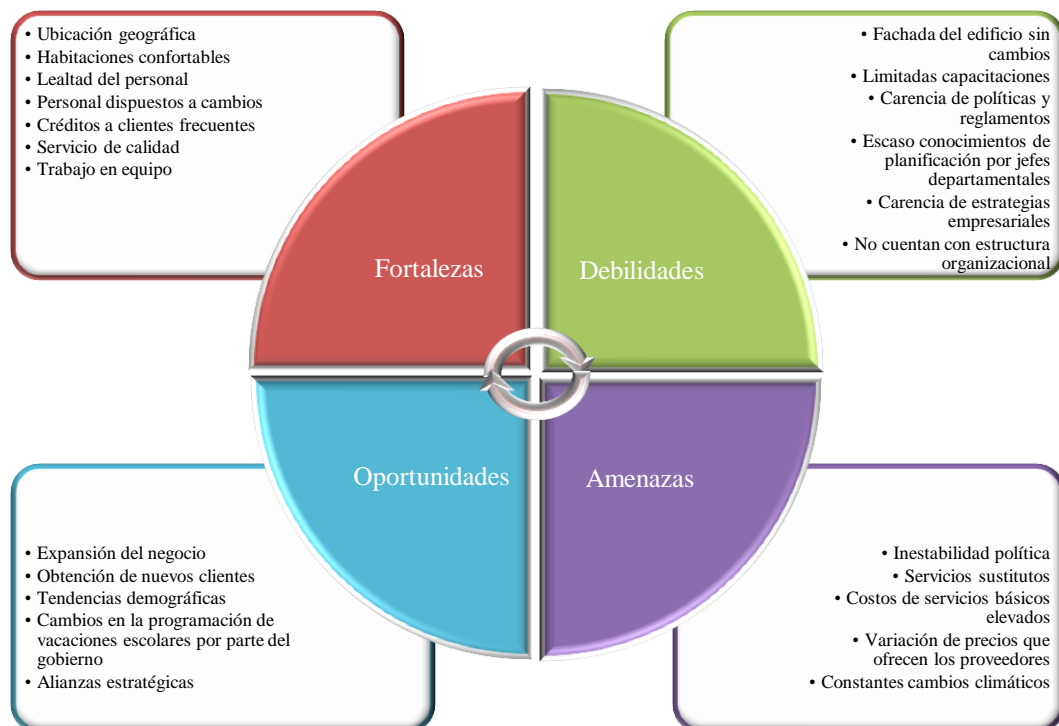 • Ubicación geográfica
• Habitaciones confortables
• Lealtad del personal
• Personal dispuestos a cambios
• Créditos a clientes frecuentes
• Servicio de calidad
• Trabajo en equipo
• Fachada del edificio sin
cambios
• Limitadas capacitaciones
• Carencia de políticas y
reglamentos
• Escaso conocimientos de
planificación por jefes
departamentales
• Carencia de estrategias
empresariales
• No cuentan con estructura
organizacional
Fortalezas
Debilidades
Oportunidades
Amenazas
• Expansión del negocio
• Obtención de nuevos clientes
• Tendencias demográficas
• Cambios en la programación de
vacaciones escolares por parte del
gobierno
• Alianzas estratégicas
• Inestabilidad política
• Servicios sustitutos
• Costos de servicios básicos
elevados
• Variación de precios que
ofrecen los proveedores
• Constantes cambios climáticos